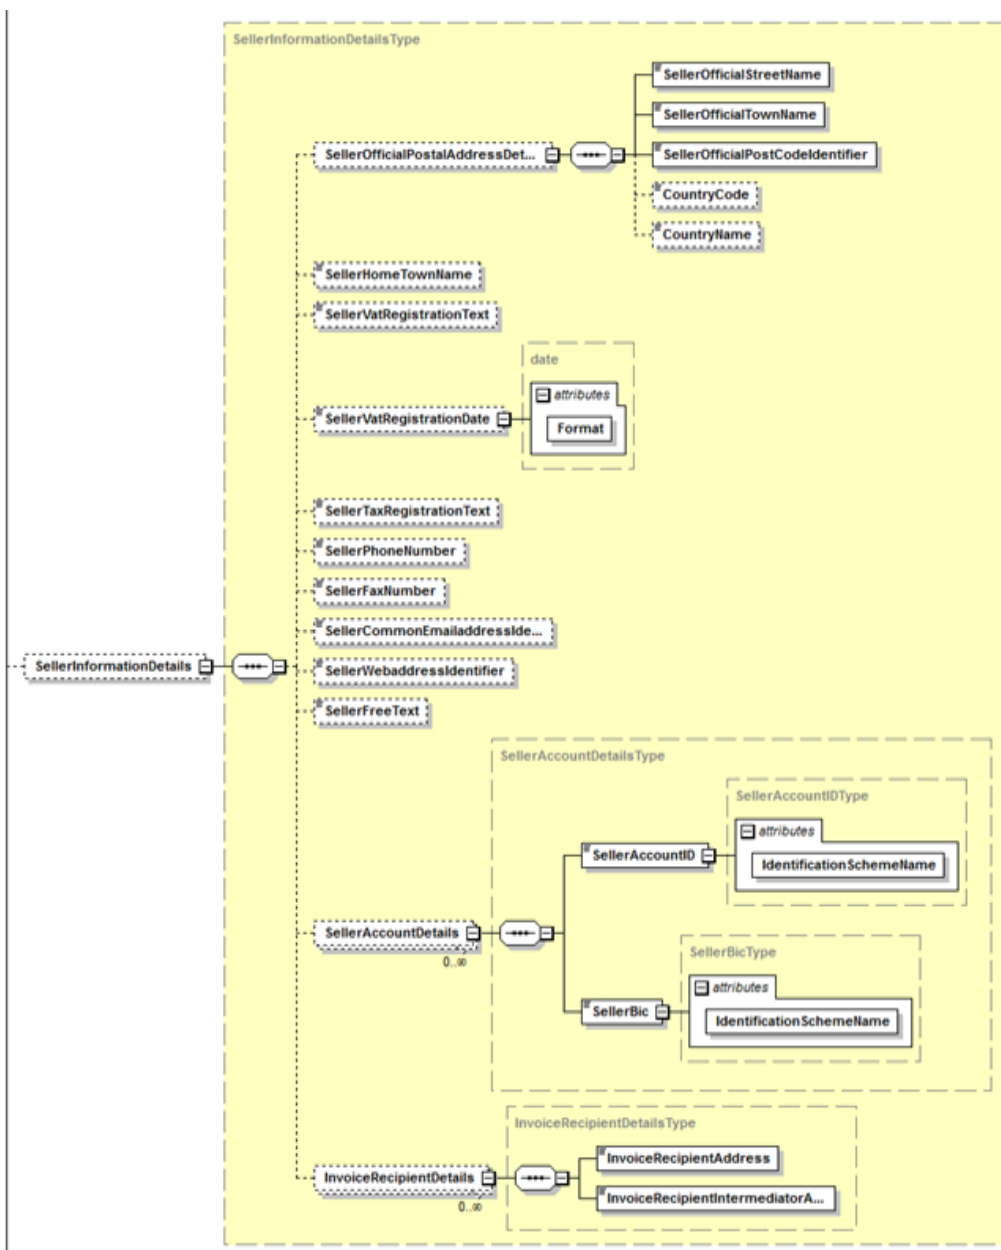 SellerInformationDetailsType
SellerOfficialStreetName
SellerOfficialTownName
SellerOfficialPostalAddressDet...
SellerOfficialPostCodeIdentifier
CountryCode
CountryName
SellerHomeTownName
SellerVatRegistrationText
date
attributes
SellerVatRegistrationDate
Format
SellerTaxRegistrationText
SellerPhoneNumber
SellerFaxNumber
SellerCommonEmailaddressIde...
SellerInformationDetails
SellerWebaddressIdentifier
SellerFreeText
SellerAccountDetailsType
SellerAccountIDType
attributes
SellerAccountID
IdentificationSchemeName
SellerAccountDetails
0..∞
SellerBicType
attributes
SellerBic
IdentificationSchemeName
InvoiceRecipientDetailsType
InvoiceRecipientAddress
InvoiceRecipientDetails
InvoiceRecipientIntermediatorA...
0..∞